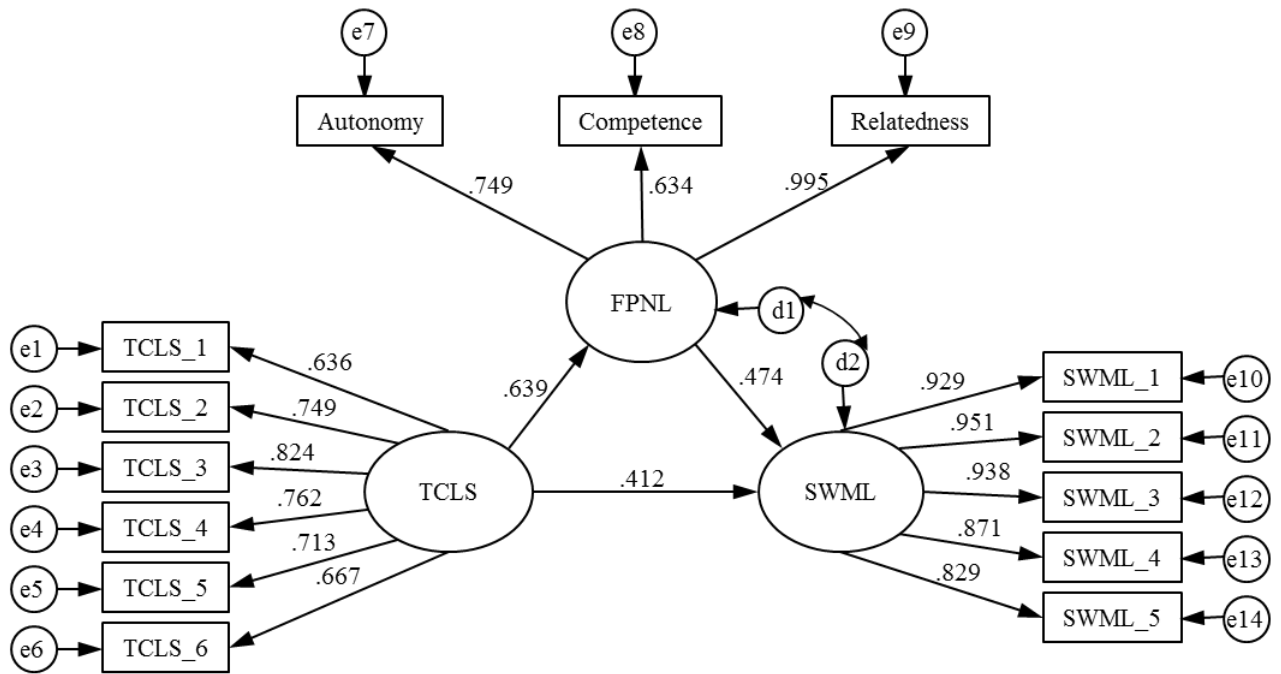 e7
e8
e9
Autonomy
Competence
Relatedness
.749
.634
.995
FPNL
d1
d2
e1
TCLS_1
e2
TCLS_2
e3
TCLS_3
e4
TCLS_4
e5
TCLS_5
e6
TCLS_6
.636
.749
.824
.762
.713
.667
TCLS
.639
.474
.412
SWML
.929
.951
.938
.871
.829
SWML_1
e10
SWML_2
e11
SWML_3
e12
SWML_4
e13
SWML_5
e14